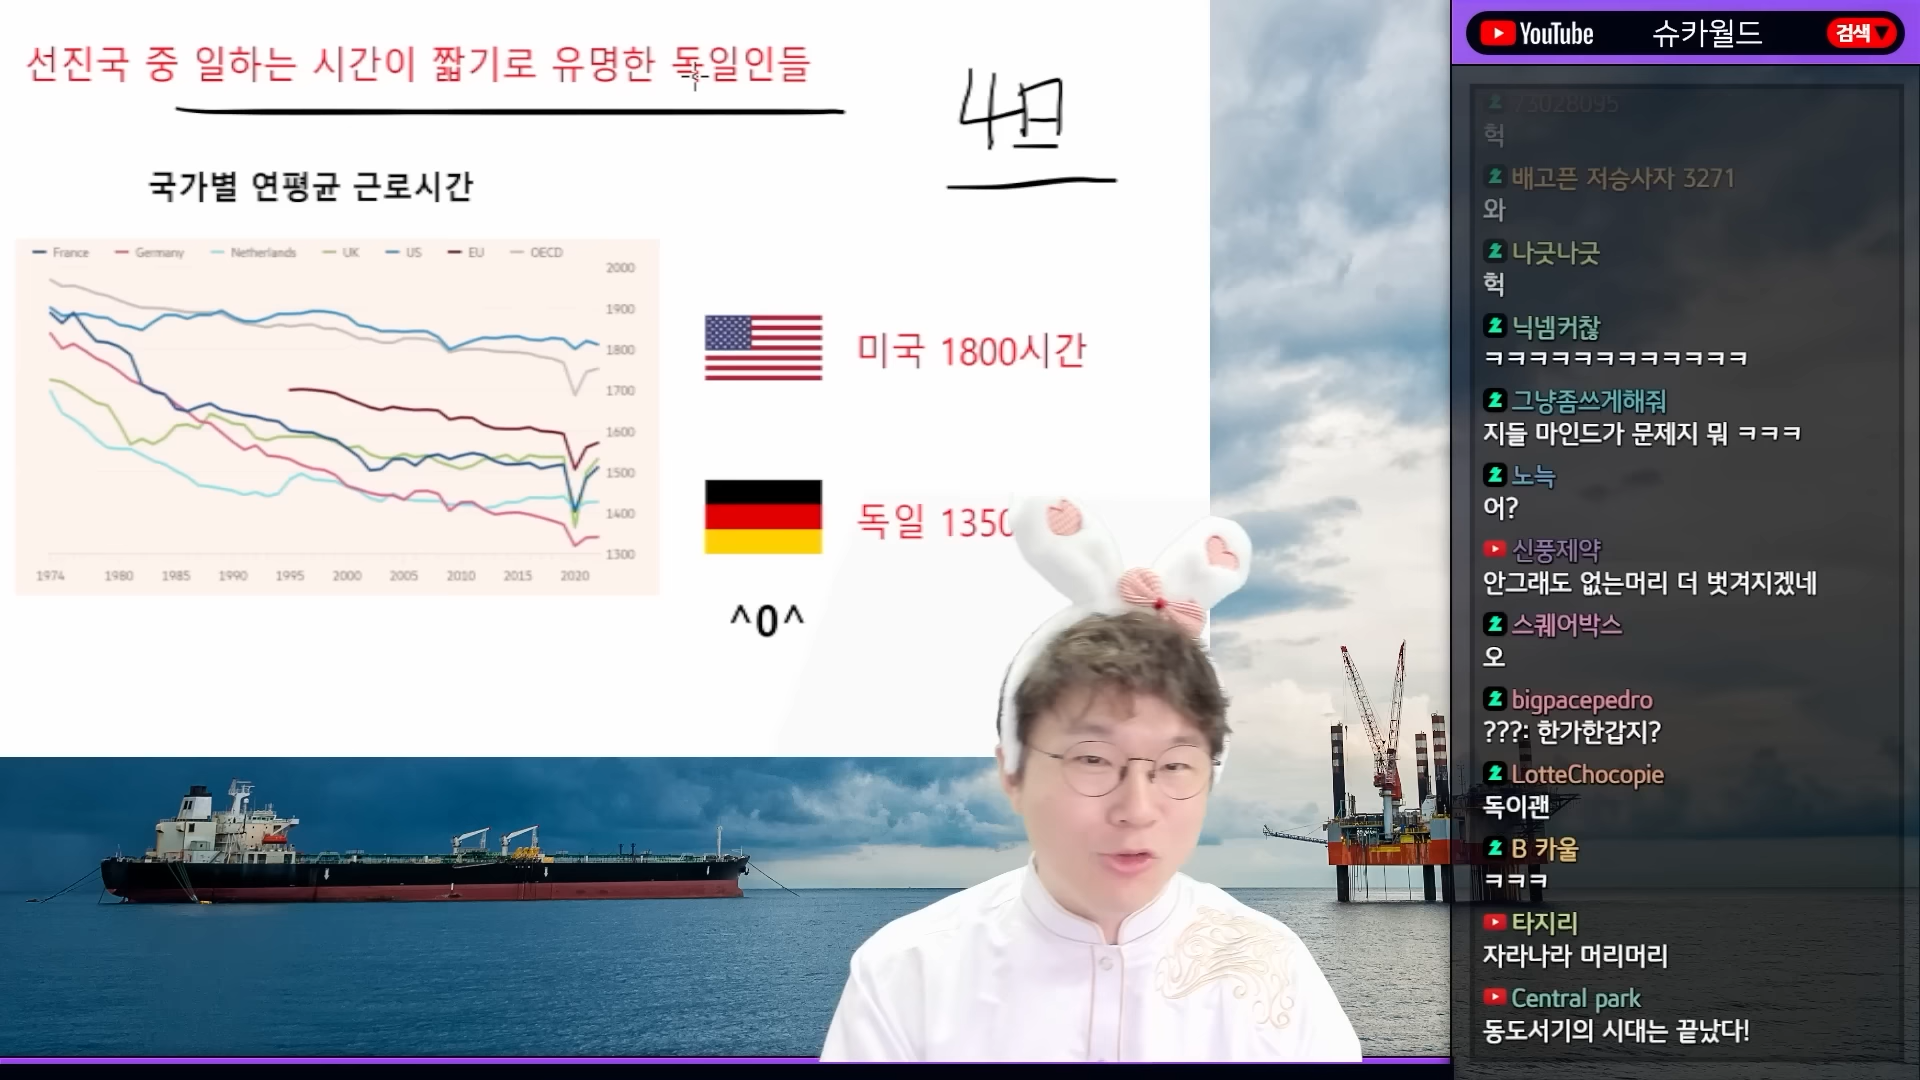 선진국 중 일하는 시간이 짧기로 유명한 독일인들
4日
국가별 연평균 근로시간
France Germany Netherlands UK US EU OECD
2000
1900
1800
1700
1600
1500
1400
1300
1974 1980 1985 1990 1995 2000 2005 2010 2015 2020
미국 1800시간
독일 1350
^0^
YouTube 슈카월드 검색
73028095
헉
배고픈 저승사자 3271
와
나긋나긋
헉
닉넴커찮
ㅋㅋㅋㅋㅋㅋㅋㅋㅋㅋㅋㅋ
그냥좀쓰게해줘
지들 마인드가 문제지 뭐 ㅋㅋㅋ
노늑
어?
신풍제약
안그래도 없는머리 더 벗겨지겠네
스퀘어박스
오
bigpacepedro
???: 한가한갑지?
LotteChocopie
독이괜
B 카울
ㅋㅋㅋ
타지리
자라나라 머리머리
Central park
동도서기의 시대는 끝났다!